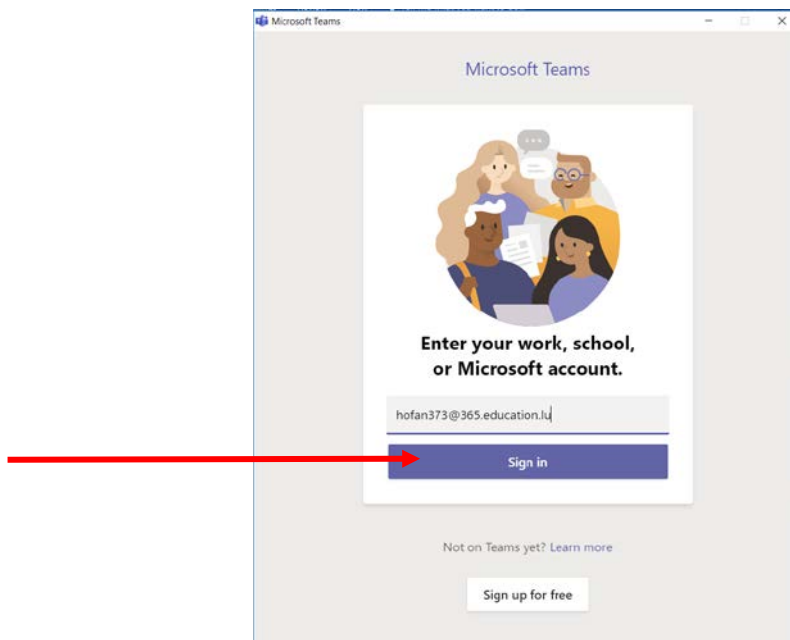 Microsoft Teams
Microsoft Teams
Enter your work, school,
or Microsoft account.
hofan373@365.education.lu
Sign in
Not on Teams yet? Learn more
Sign up for free